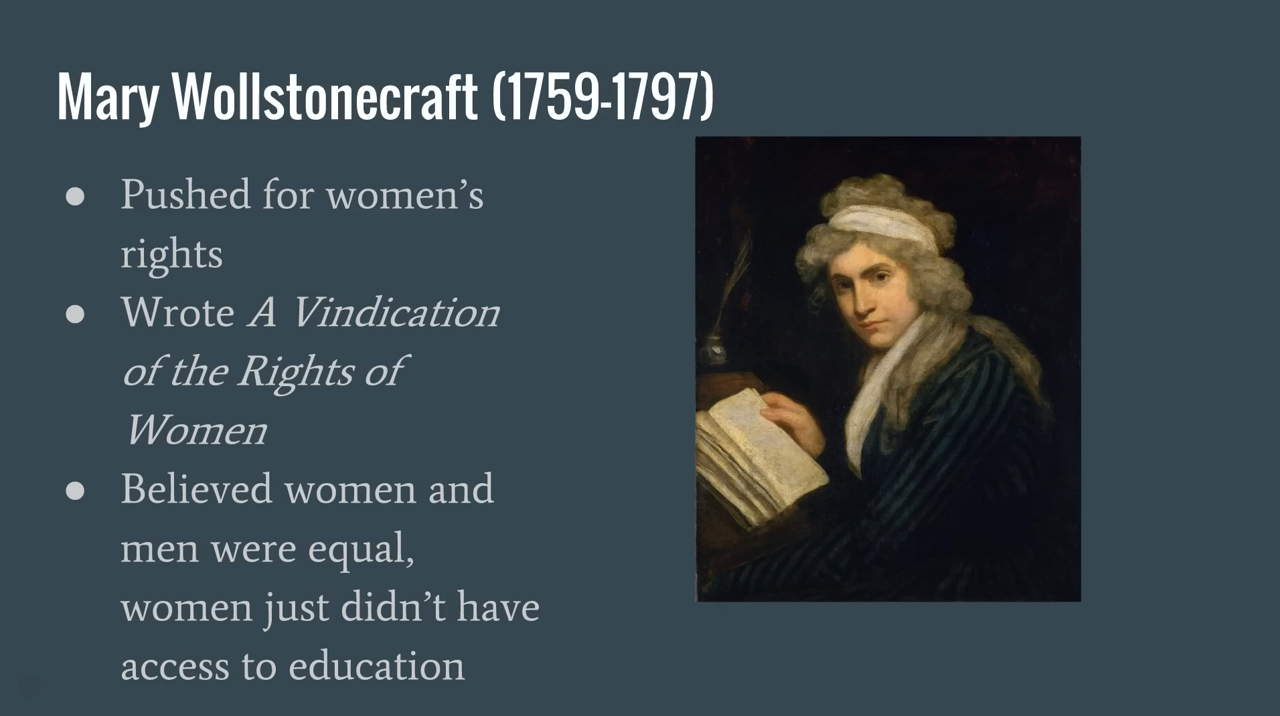 Mary Wollstonecraft (1759-1797)
● Pushed for women’s
rights
● Wrote A Vindication
of the Rights of
Women
● Believed women and
men were equal,
women just didn’t have
access to education